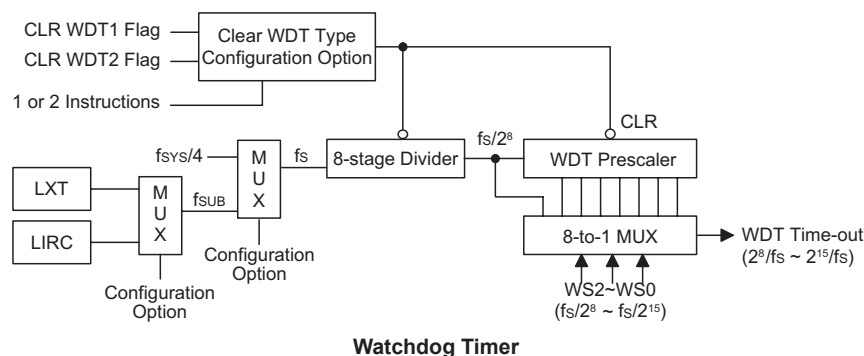 CLR WDT1 Flag
CLR WDT2 Flag
1 or 2 Instructions
Clear WDT Type
Configuration Option
CLR
fSYS/4
fS
8-stage Divider
fS/2⁸
WDT Prescaler
LXT
LIRC
MUX
fSUB
MUX
Configuration
Option
Configuration
Option
8-to-1 MUX
WDT Time-out
(2⁸/fS ~ 2¹⁵/fS)
WS2~WS0
(fS/2⁸ ~ fS/2¹⁵)
Watchdog Timer